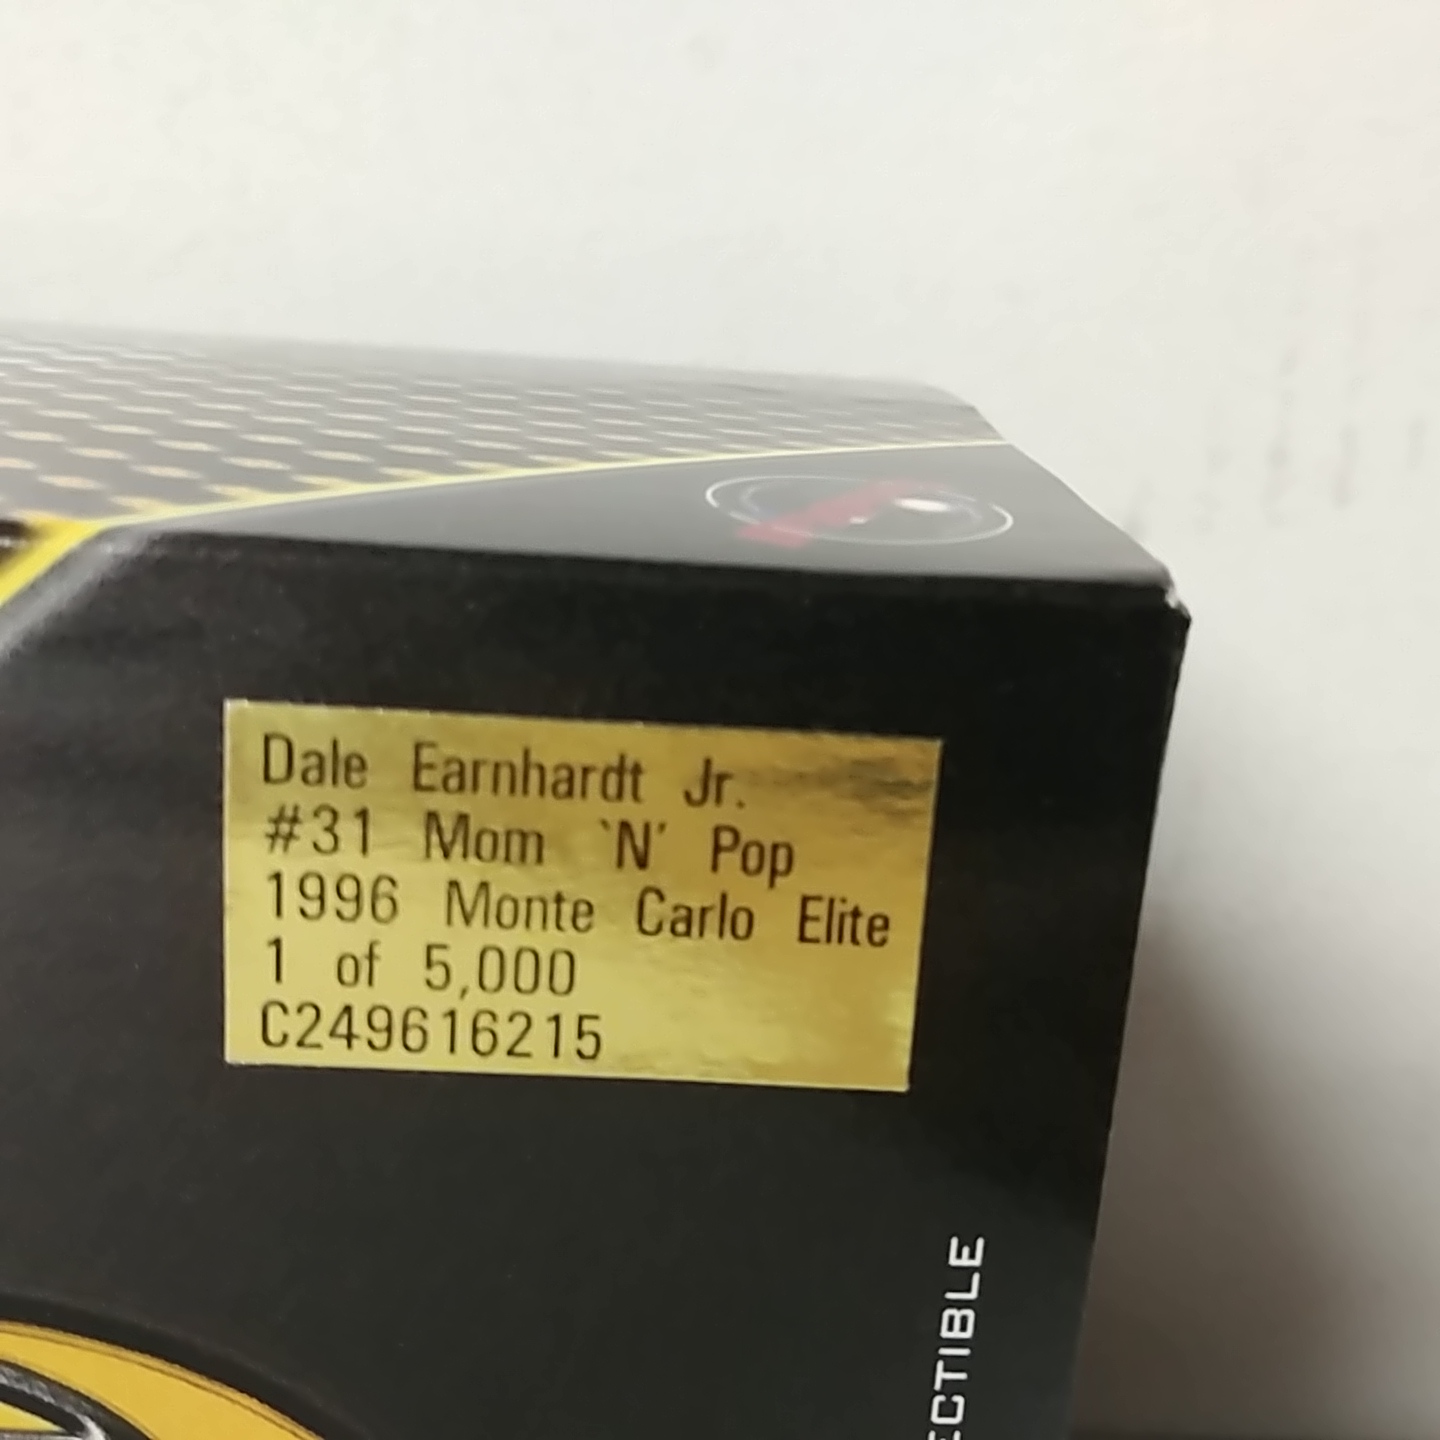 Dale Earnhardt Jr.
#31 Mom `N' Pop
1996 Monte Carlo Elite
1 of 5,000
C249616215
ECTIBLE